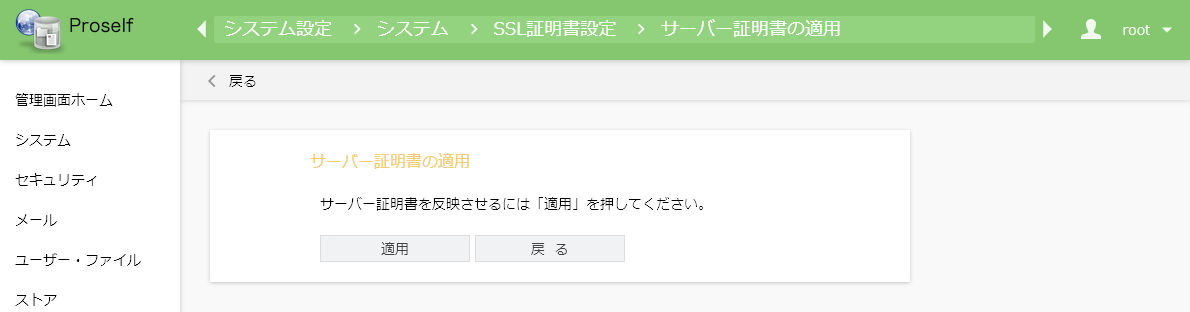 Proself
システム設定 > システム > SSL証明書設定 > サーバー証明書の適用
root
戻る
管理画面ホーム
システム
セキュリティ
メール
ユーザー・ファイル
ストア
サーバー証明書の適用
サーバー証明書を反映させるには「適用」を押してください。
適用
戻 る